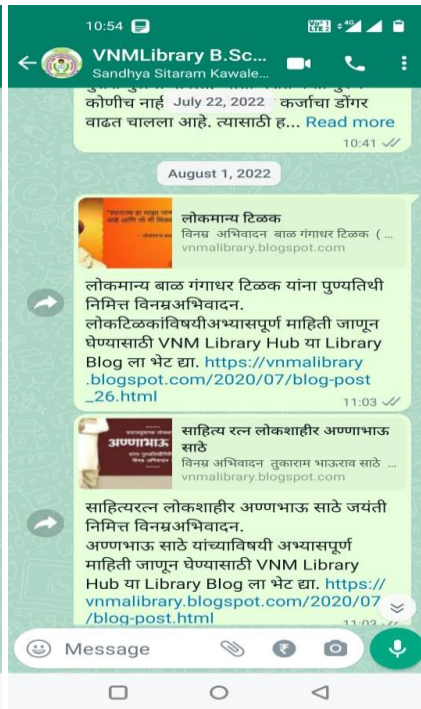 10:54
VNMLibrary B.Sc...
Sandhya Sitaram Kawale...
कोणीच नाही
July 22, 2022
कर्जाचा डोंगर
वाढत चालला आहे. त्यासाठी ह... Read more
10:41
August 1, 2022
लोकमान्य टिळक
विनम्र अभिवादन बाळ गंगाधर टिळक ( ...
vnmalibrary.blogspot.com
लोकमान्य बाळ गंगाधर टिळक यांना पुण्यतिथी
निमित्त विनम्रअभिवादन.
लोकटिळकांविषयीअभ्यासपूर्ण माहिती जाणून
घेण्यासाठी VNM Library Hub या Library
Blog ला भेट द्या. https://vnmalibrary
.blogspot.com/2020/07/blog-post
_26.html
11:03
अण्णाभाऊ
साहित्य रत्न लोकशाहीर अण्णाभाऊ
साठे
विनम्र अभिवादन तुकाराम भाऊराव साठे ...
vnmalibrary.blogspot.com
साहित्यरत्न लोकशाहीर अण्णभाऊ साठे जयंती
निमित्त विनम्रअभिवादन.
अण्णभाऊ साठे यांच्याविषयी अभ्यासपूर्ण
माहिती जाणून घेण्यासाठी VNM Library
Hub या Library Blog ला भेट द्या. https://
vnmalibrary.blogspot.com/2020/07
/blog-post.html
11:03
Message